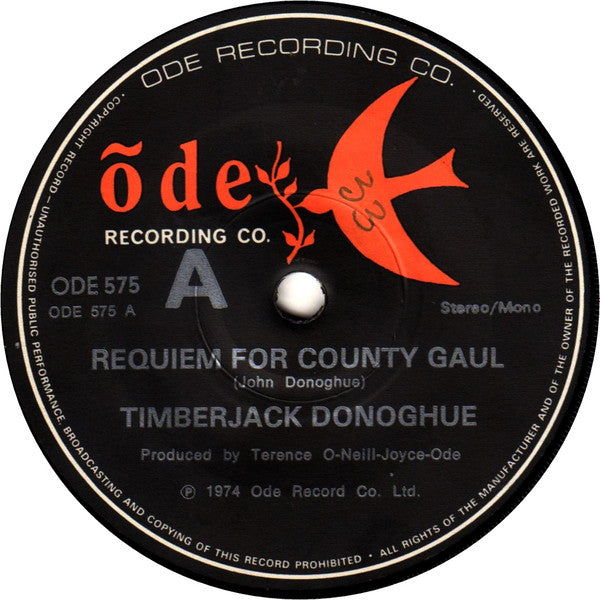 · ODE RECORDING CO. ·
õde
RECORDING CO.
A
ODE 575
ODE 575 A
Stereo/Mono
REQUIEM FOR COUNTY GAUL
(John Donoghue)
TIMBERJACK DONOGHUE
Produced by Terence O-Neill-Joyce-Ode
℗ 1974 Ode Record Co. Ltd.
· COPYRIGHT RECORD — UNAUTHORISED PUBLIC PERFORMANCE, BROADCASTING AND COPYING OF THIS RECORD PROHIBITED · ALL RIGHTS OF THE MANUFACTURER AND OF THE OWNER OF THE RECORDED WORK ARE RESERVED ·